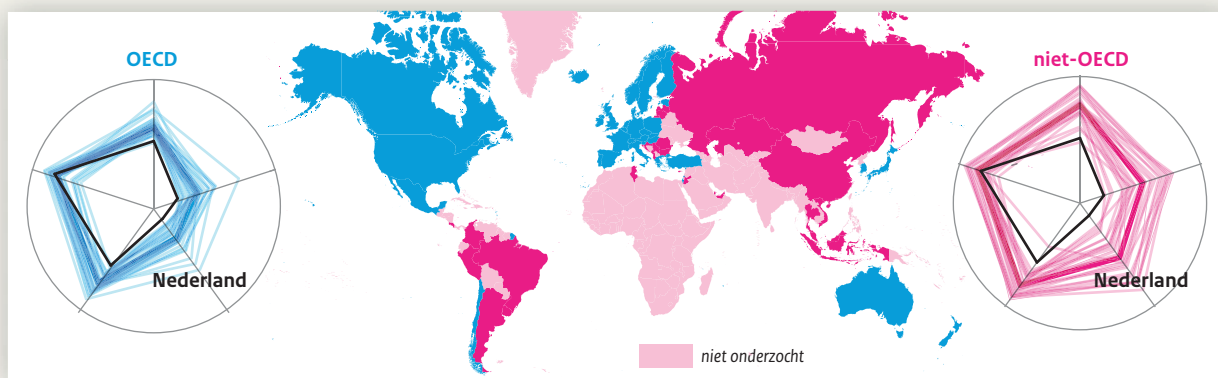 OECD
niet-OECD
Nederland
Nederland
niet onderzocht